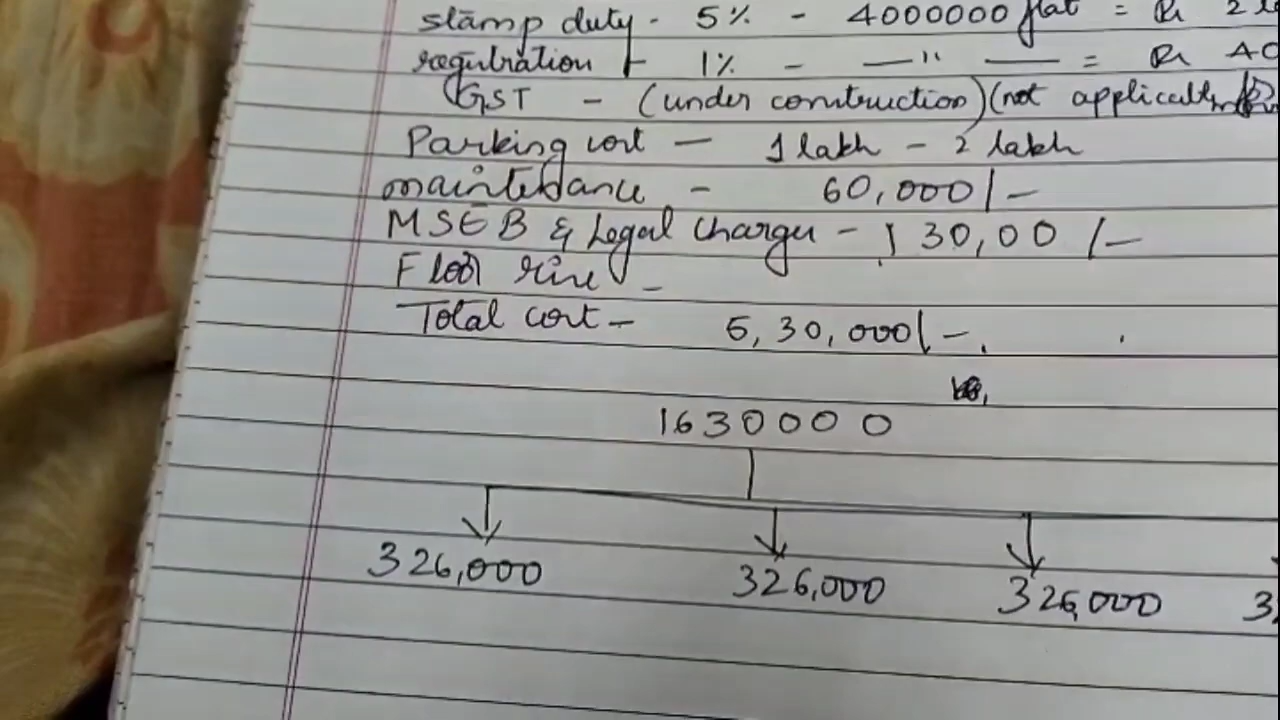 stamp duty - 5% - 4000000 flat = Rs 2
registration + 1% - —"— = Rs 40
GST - (under construction) (not applicable
Parking cost — 1 lakh - 2 lakh
maintenance - 60,000/-
MSEB & Legal Charges - 130,00/-
Floor rise -
Total cost - 5,30,000/-.
1630000
326,000 326,000 326,000 3